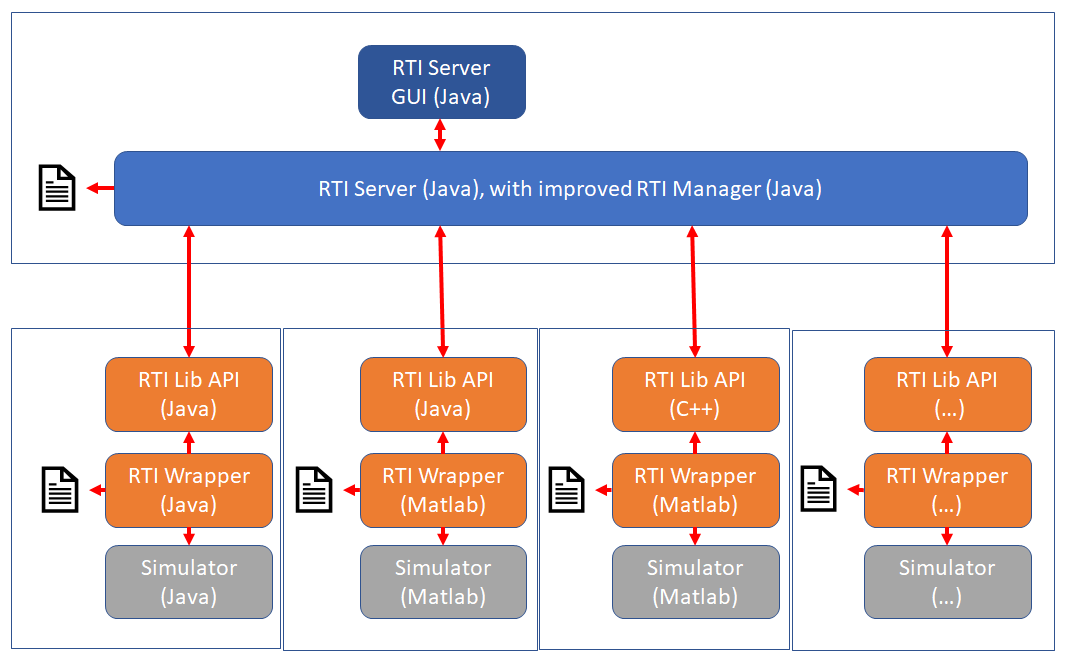 RTI Server
GUI (Java)
RTI Server (Java), with improved RTI Manager (Java)
RTI Lib API
(Java)
RTI Wrapper
(Java)
Simulator
(Java)
RTI Lib API
(Java)
RTI Wrapper
(Matlab)
Simulator
(Matlab)
RTI Lib API
(C++)
RTI Wrapper
(Matlab)
Simulator
(Matlab)
RTI Lib API
(...)
RTI Wrapper
(...)
Simulator
(...)